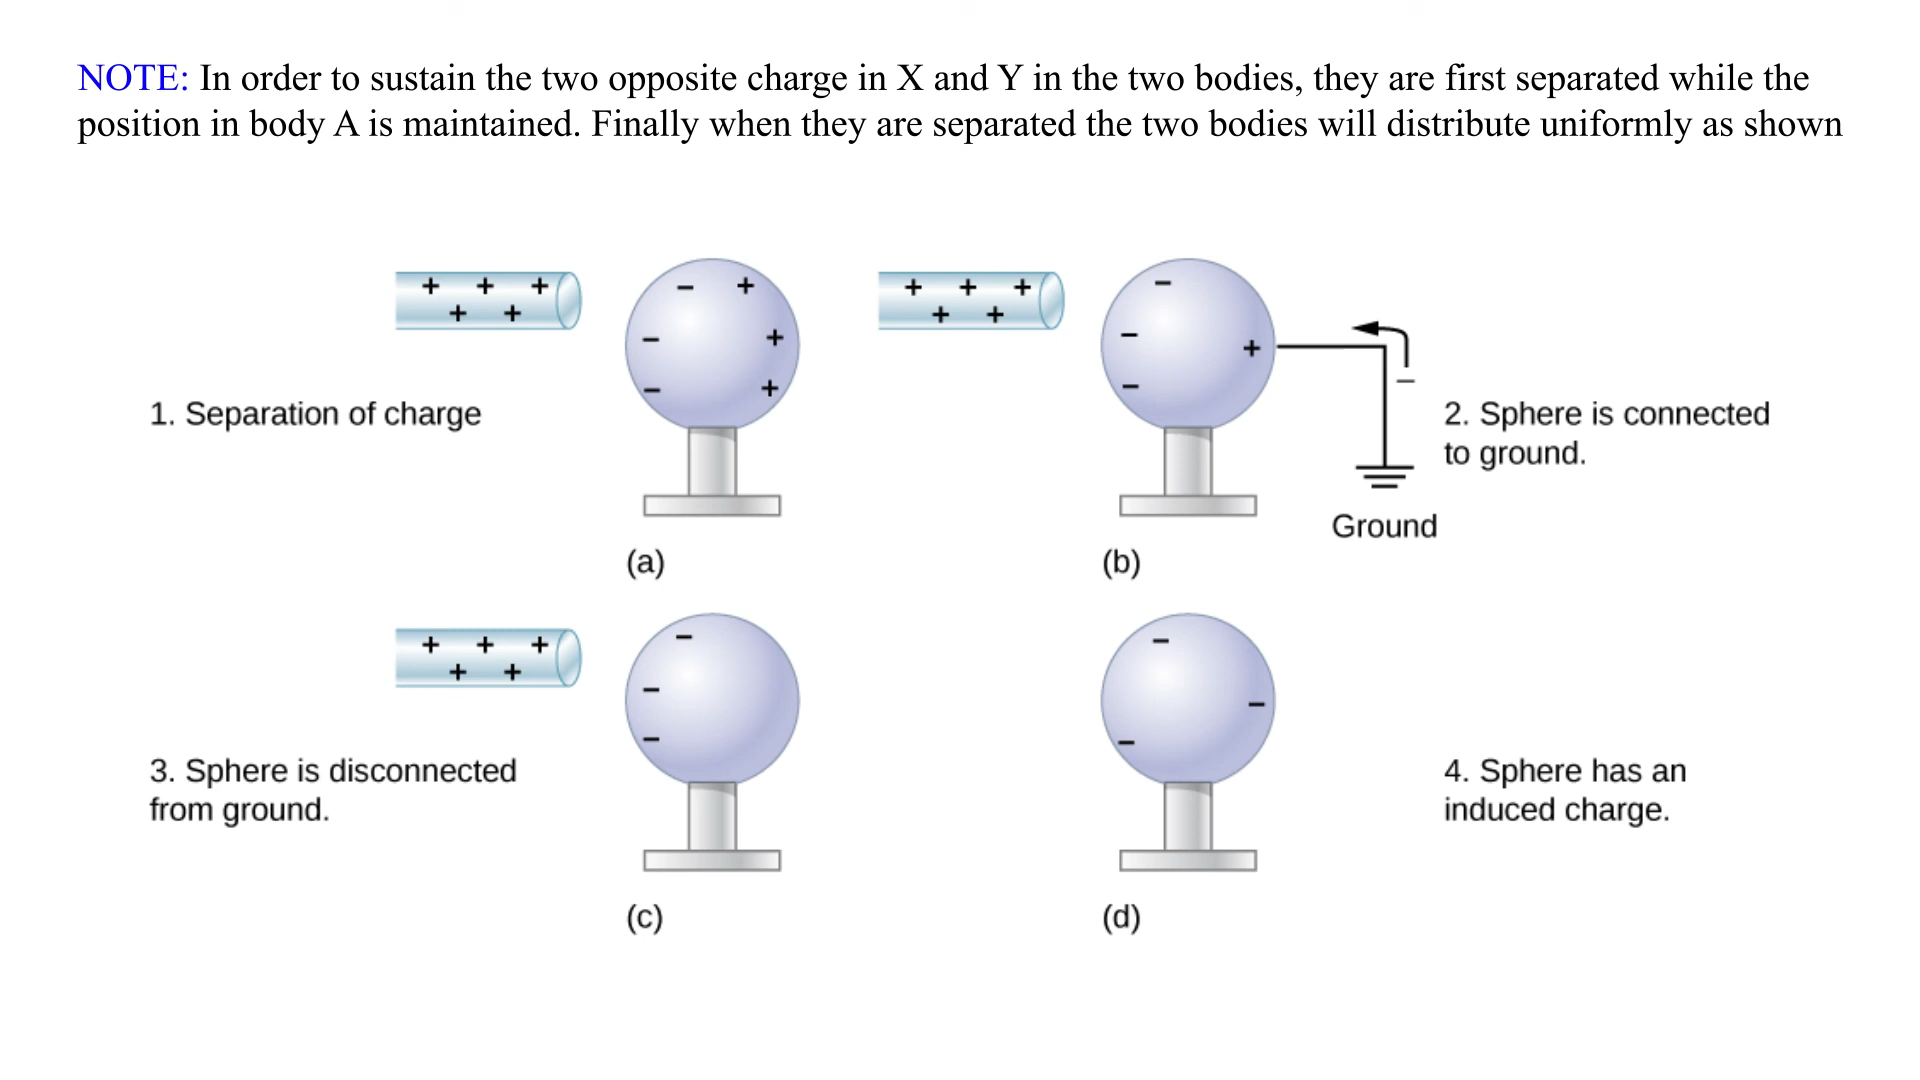 NOTE: In order to sustain the two opposite charge in X and Y in the two bodies, they are first separated while the
position in body A is maintained. Finally when they are separated the two bodies will distribute uniformly as shown
+ + +
+ +
− +
− +
− +
1. Separation of charge
(a)
+ + +
+ +
−
− +
−
−
2. Sphere is connected
to ground.
Ground
(b)
+ + +
+ +
−
−
−
3. Sphere is disconnected
from ground.
(c)
−
−
−
4. Sphere has an
induced charge.
(d)